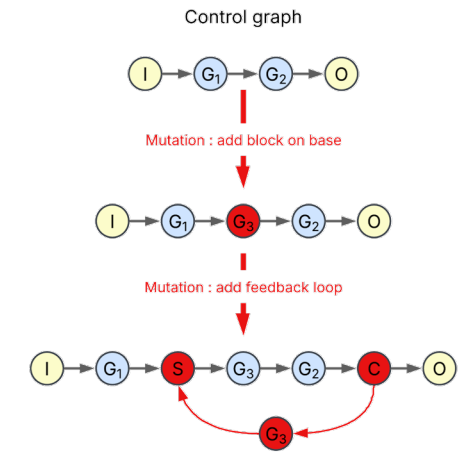 Control graph
I G₁ G₂ O
Mutation : add block on base
I G₁ G₃ G₂ O
Mutation : add feedback loop
I G₁ S G₃ G₂ C O
G₃